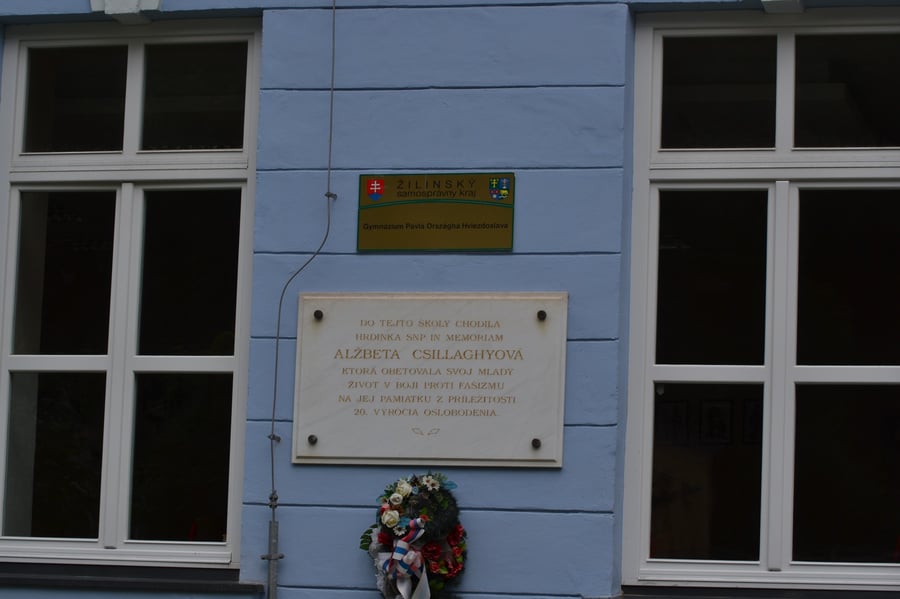 ŽILINSKÝ
samosprávny kraj
Gymnázium Pavla Országha Hviezdoslava
DO TEJTO ŠKOLY CHODILA
HRDINKA SNP IN MEMORIAM
ALŽBETA CSILLAGHYOVÁ
KTORÁ OBETOVALA SVOJ MLADÝ
ŽIVOT V BOJI PROTI FAŠIZMU
NA JEJ PAMIATKU Z PRÍLEŽITOSTI
20. VÝROČIA OSLOBODENIA.